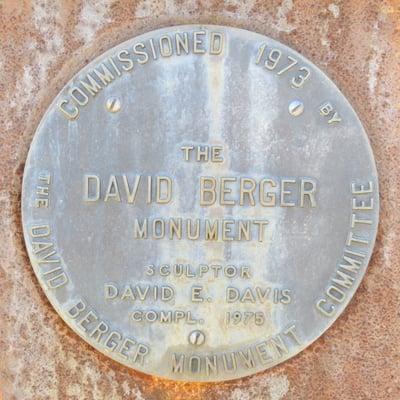 COMMISSIONED 1973 BY
THE DAVID BERGER MONUMENT COMMITTEE
THE
DAVID BERGER
MONUMENT
SCULPTOR
DAVID E. DAVIS
COMPL. 1975